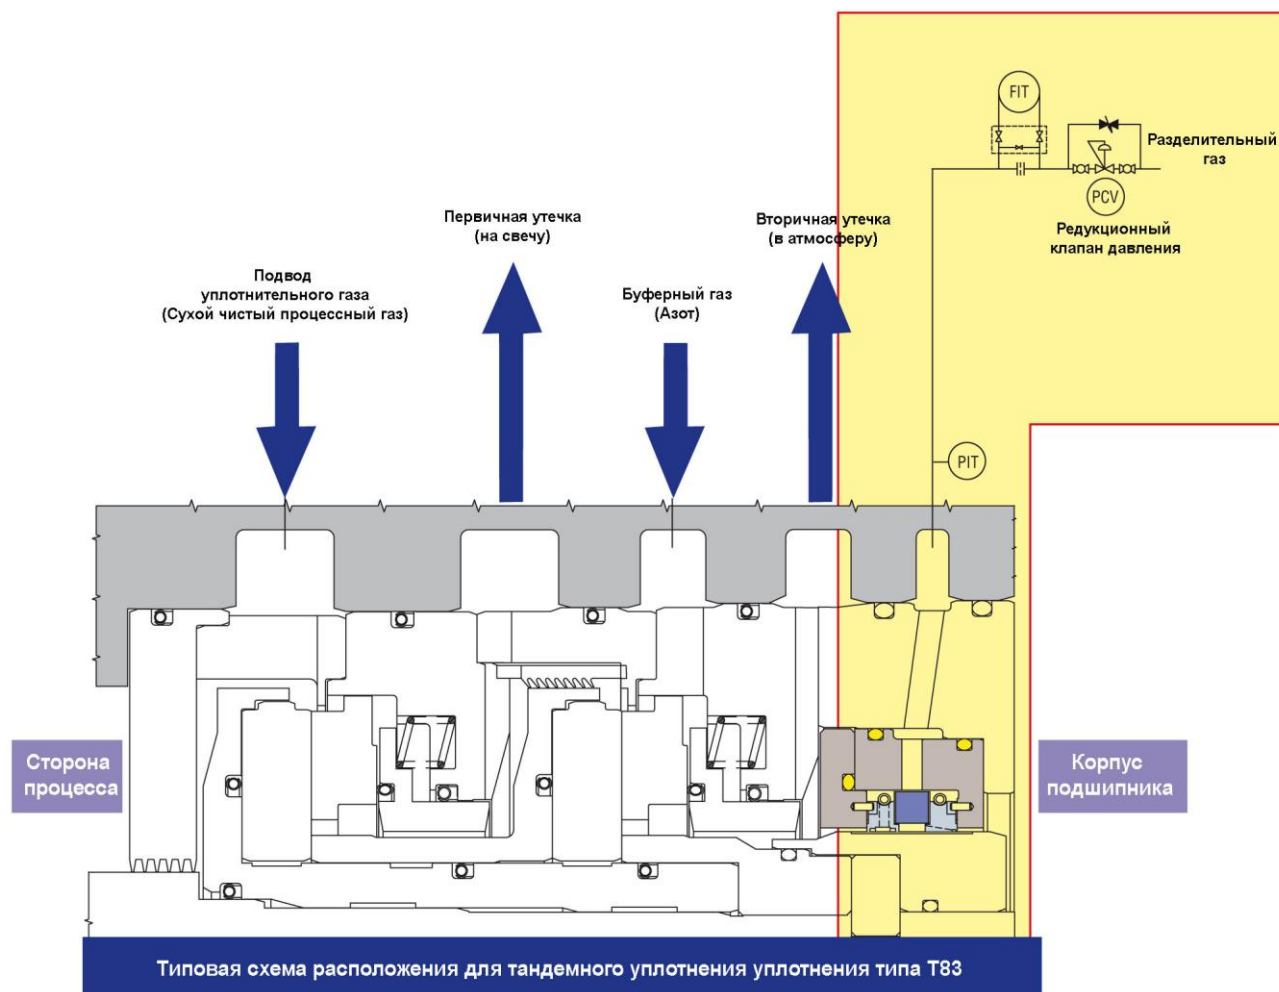 FIT
Разделительный
газ
PCV
Редукционный
клапан давления
Первичная утечка
(на свечу)
Вторичная утечка
(в атмосферу)
Подвод
уплотнительного газа
(Сухой чистый процессный газ)
Буферный газ
(Азот)
PIT
Сторона
процесса
Корпус
подшипника
Типовая схема расположения для тандемного уплотнения уплотнения типа Т83